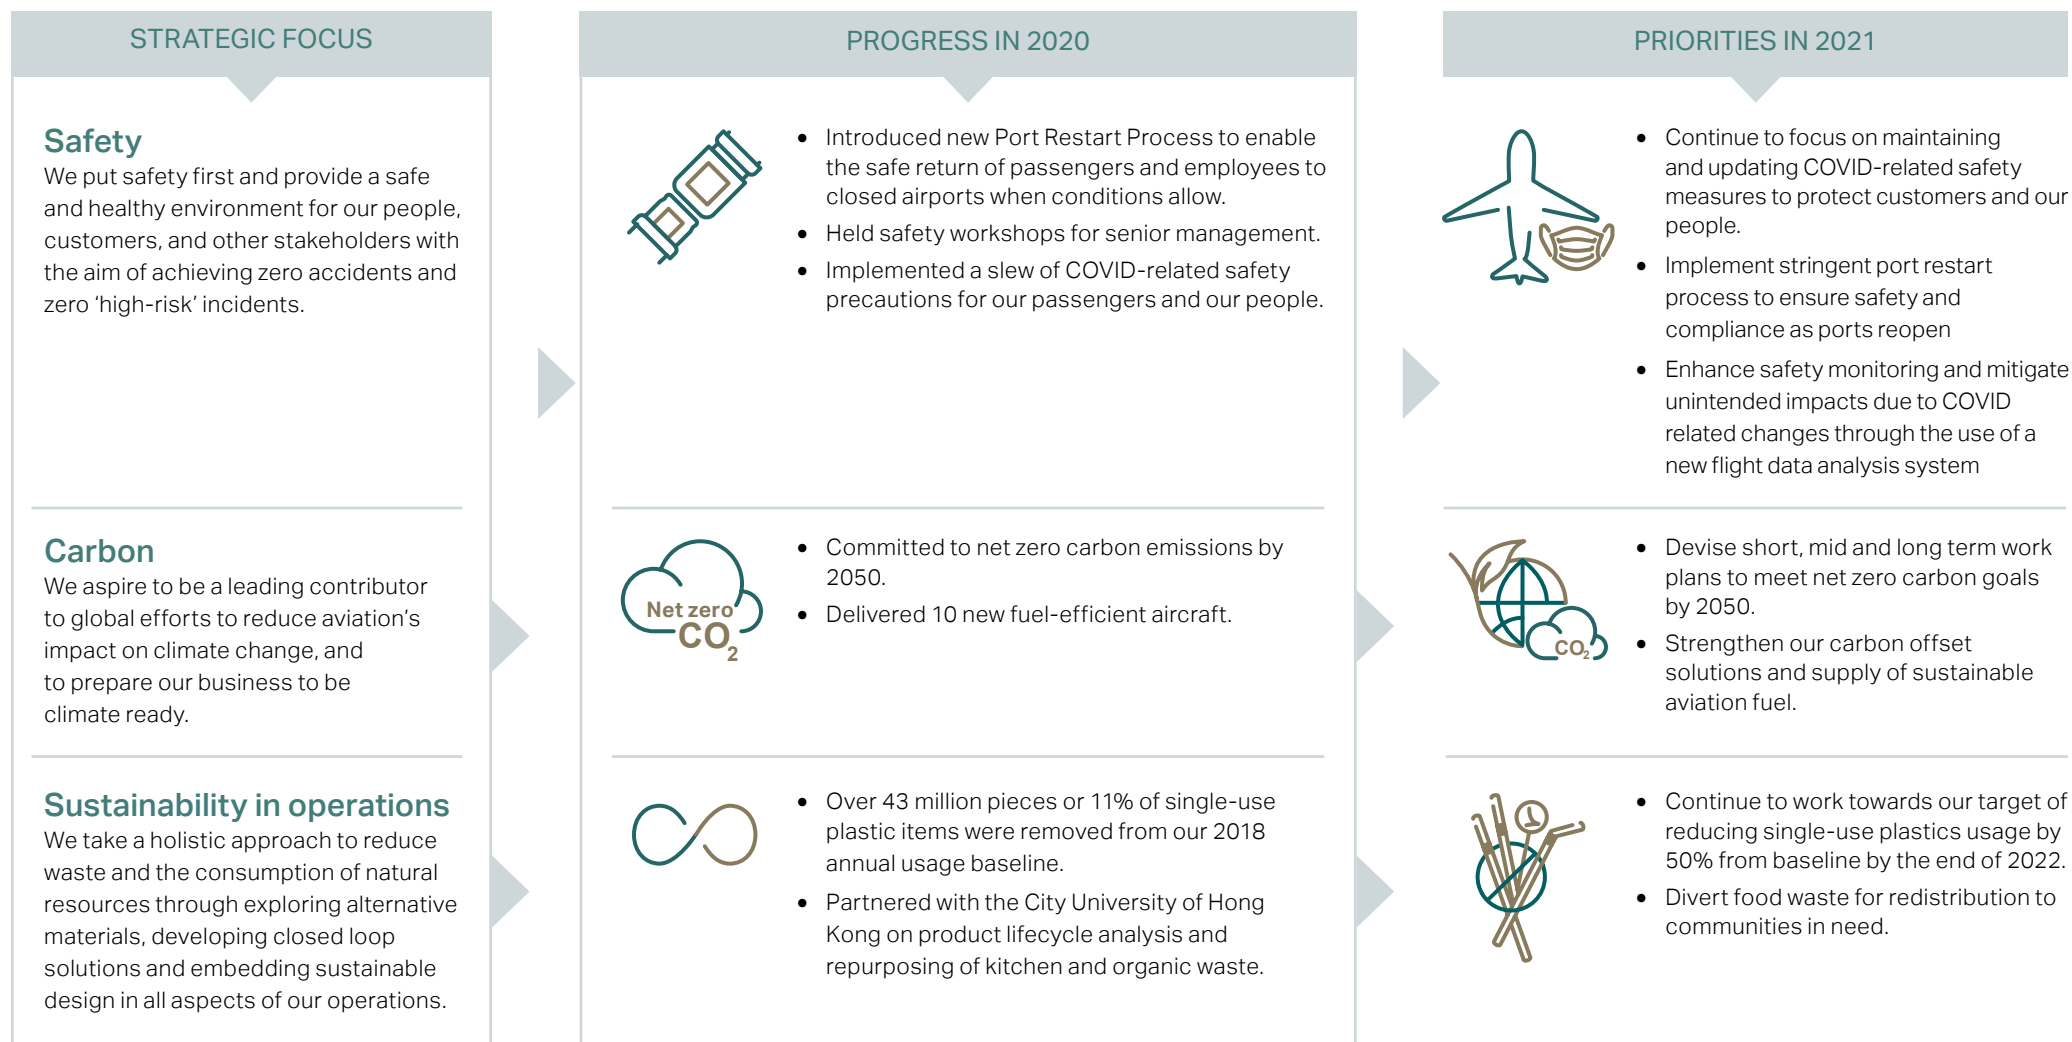 STRATEGIC FOCUS
PROGRESS IN 2020
PRIORITIES IN 2021
Safety
We put safety first and provide a safe
and healthy environment for our people,
customers, and other stakeholders with
the aim of achieving zero accidents and
zero ‘high-risk’ incidents.
• Introduced new Port Restart Process to enable
the safe return of passengers and employees to
closed airports when conditions allow.
• Held safety workshops for senior management.
• Implemented a slew of COVID-related safety
precautions for our passengers and our people.
• Continue to focus on maintaining
and updating COVID-related safety
measures to protect customers and our
people.
• Implement stringent port restart
process to ensure safety and
compliance as ports reopen
• Enhance safety monitoring and mitigate
unintended impacts due to COVID
related changes through the use of a
new flight data analysis system
Carbon
We aspire to be a leading contributor
to global efforts to reduce aviation’s
impact on climate change, and
to prepare our business to be
climate ready.
Net zero
CO2
• Committed to net zero carbon emissions by
2050.
• Delivered 10 new fuel-efficient aircraft.
CO2
• Devise short, mid and long term work
plans to meet net zero carbon goals
by 2050.
• Strengthen our carbon offset
solutions and supply of sustainable
aviation fuel.
Sustainability in operations
We take a holistic approach to reduce
waste and the consumption of natural
resources through exploring alternative
materials, developing closed loop
solutions and embedding sustainable
design in all aspects of our operations.
• Over 43 million pieces or 11% of single-use
plastic items were removed from our 2018
annual usage baseline.
• Partnered with the City University of Hong
Kong on product lifecycle analysis and
repurposing of kitchen and organic waste.
• Continue to work towards our target of
reducing single-use plastics usage by
50% from baseline by the end of 2022.
• Divert food waste for redistribution to
communities in need.